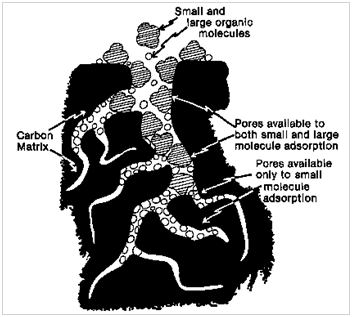 Small and
large organic
molecules
Carbon
Matrix
Pores available to
both small and large
molecule adsorption
Pores available
only to small
molecule
adsorption